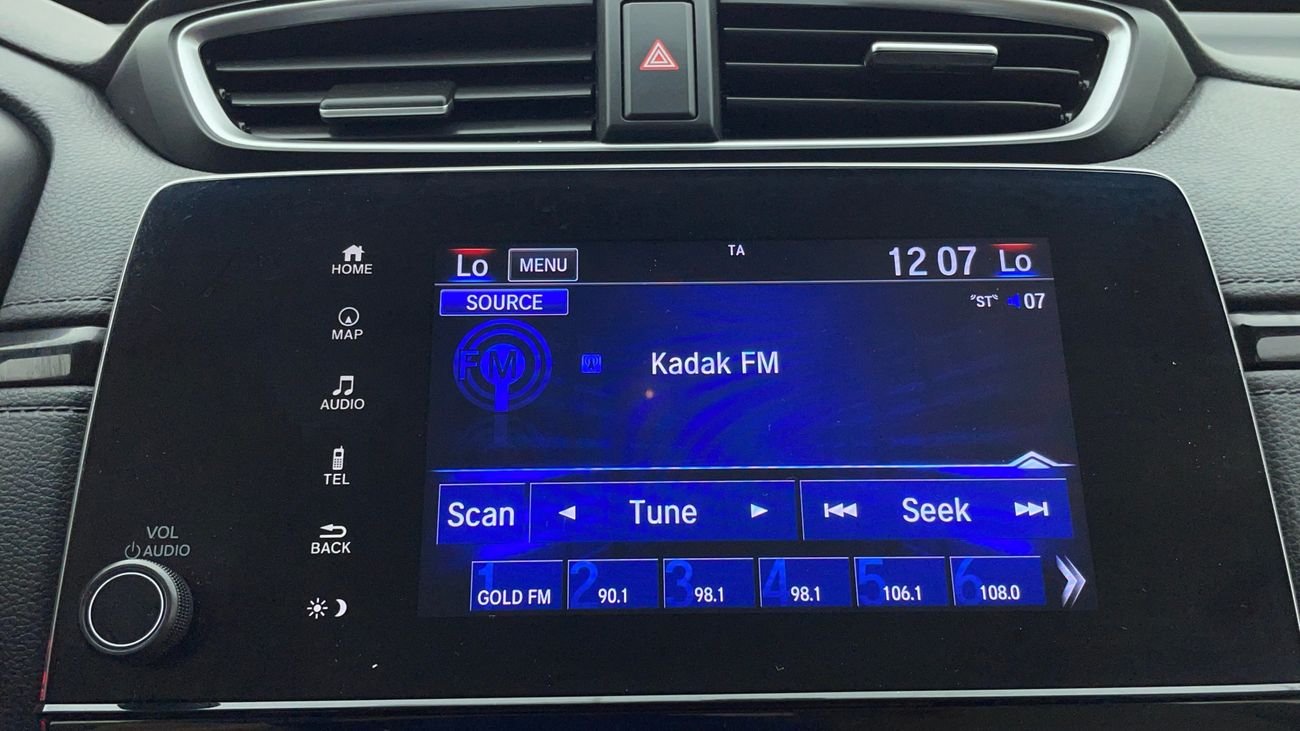 TA
Lo MENU 12 07 Lo
SOURCE "ST" 07
FM Kadak FM
Scan Tune Seek
1 GOLD FM 2 90.1 3 98.1 4 98.1 5 106.1 6 108.0
HOME
MAP
AUDIO
TEL
BACK
VOL
AUDIO